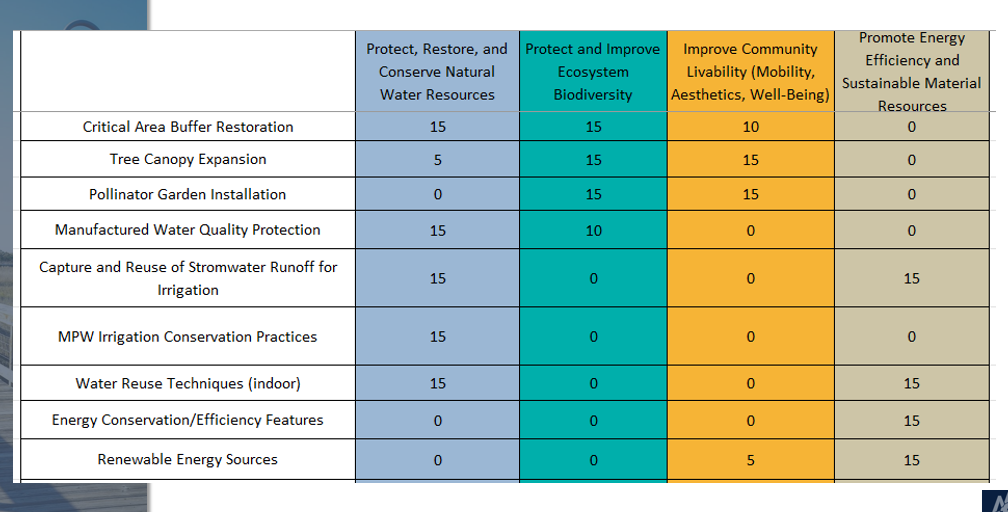 Protect, Restore, and
Conserve Natural
Water Resources
Protect and Improve
Ecosystem
Biodiversity
Improve Community
Livability (Mobility,
Aesthetics, Well-Being)
Promote Energy
Efficiency and
Sustainable Material
Resources
Critical Area Buffer Restoration 15 15 10 0
Tree Canopy Expansion 5 15 15 0
Pollinator Garden Installation 0 15 15 0
Manufactured Water Quality Protection 15 10 0 0
Capture and Reuse of Stromwater Runoff for
Irrigation 15 0 0 15
MPW Irrigation Conservation Practices 15 0 0 0
Water Reuse Techniques (indoor) 15 0 0 15
Energy Conservation/Efficiency Features 0 0 0 15
Renewable Energy Sources 0 0 5 15